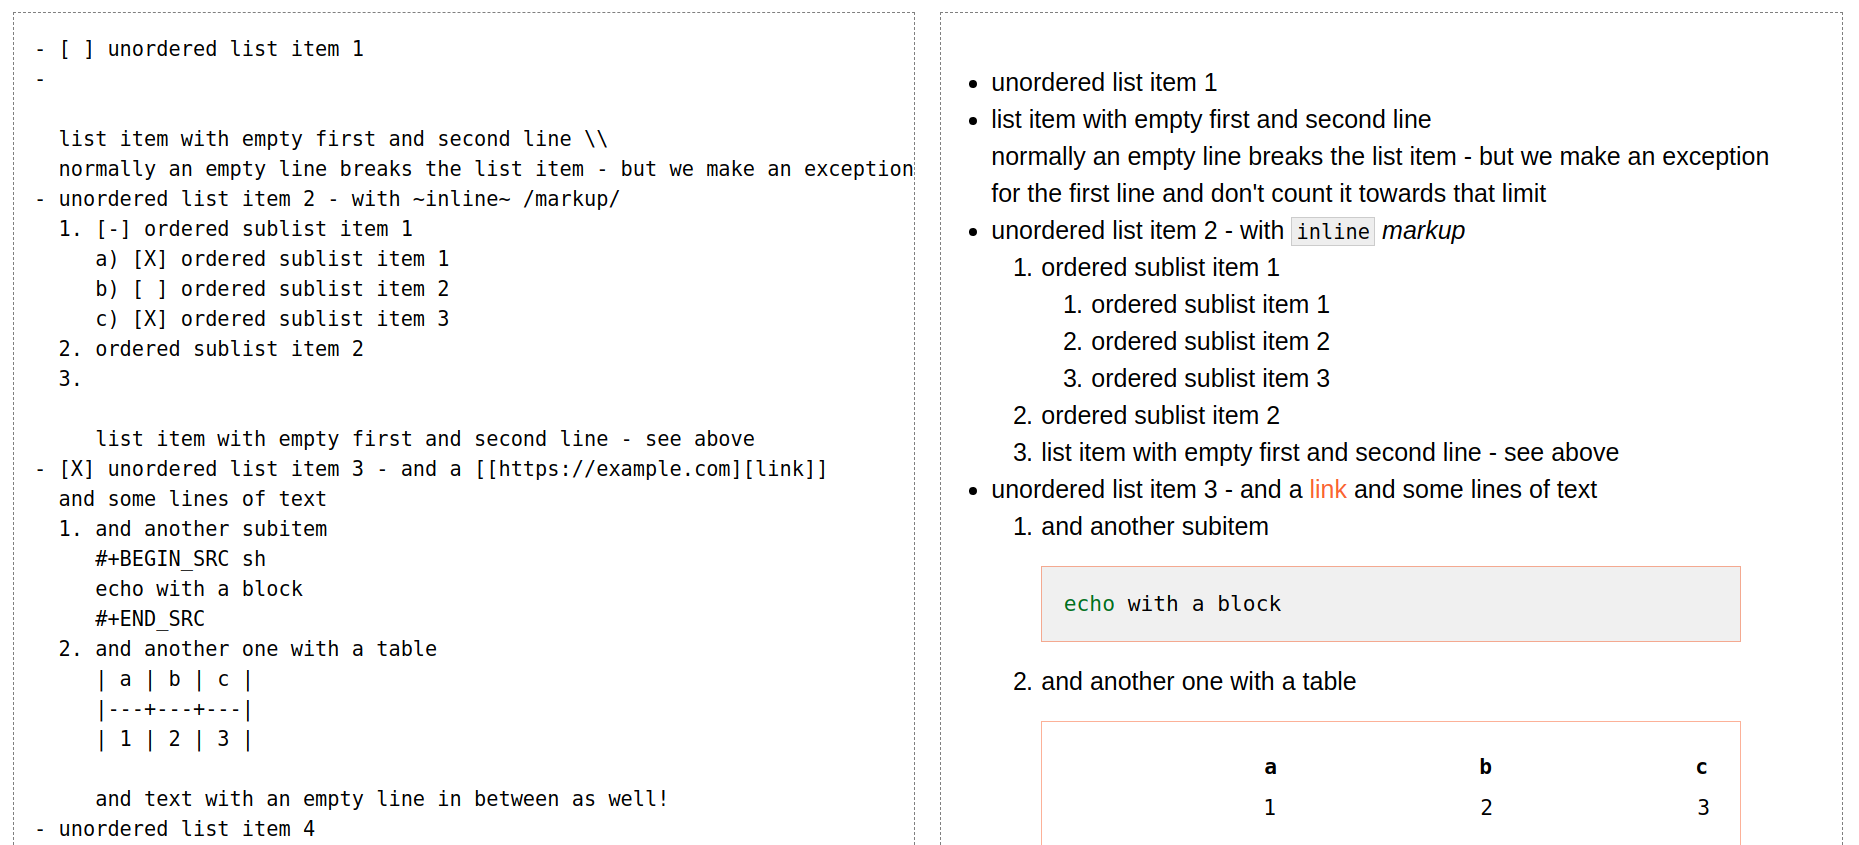 - [ ] unordered list item 1
-
list item with empty first and second line \\
normally an empty line breaks the list item - but we make an exception
- unordered list item 2 - with ~inline~ /markup/
1. [-] ordered sublist item 1
a) [X] ordered sublist item 1
b) [ ] ordered sublist item 2
c) [X] ordered sublist item 3
2. ordered sublist item 2
3.
list item with empty first and second line - see above
- [X] unordered list item 3 - and a [[https://example.com][link]]
and some lines of text
1. and another subitem
#+BEGIN_SRC sh
echo with a block
#+END_SRC
2. and another one with a table
| a | b | c |
|---+---+---|
| 1 | 2 | 3 |
and text with an empty line in between as well!
- unordered list item 4
• unordered list item 1
• list item with empty first and second line
normally an empty line breaks the list item - but we make an exception
for the first line and don't count it towards that limit
• unordered list item 2 - with inline markup
1. ordered sublist item 1
1. ordered sublist item 1
2. ordered sublist item 2
3. ordered sublist item 3
2. ordered sublist item 2
3. list item with empty first and second line - see above
• unordered list item 3 - and a link and some lines of text
1. and another subitem
echo with a block
2. and another one with a table
a b c
1 2 3